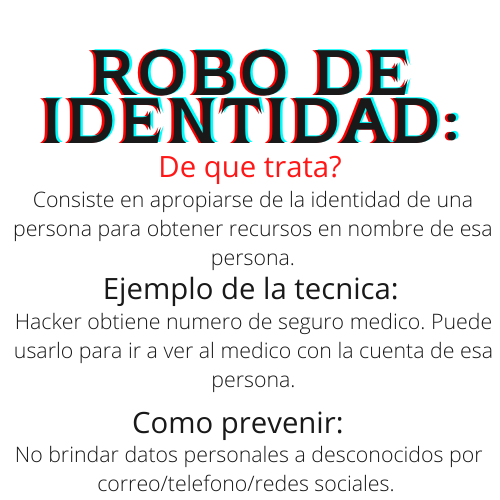 ROBO DE
IDENTIDAD:
De que trata?
Consiste en apropiarse de la identidad de una
persona para obtener recursos en nombre de esa
persona.
Ejemplo de la tecnica:
Hacker obtiene numero de seguro medico. Puede
usarlo para ir a ver al medico con la cuenta de esa
persona.
Como prevenir:
No brindar datos personales a desconocidos por
correo/telefono/redes sociales.